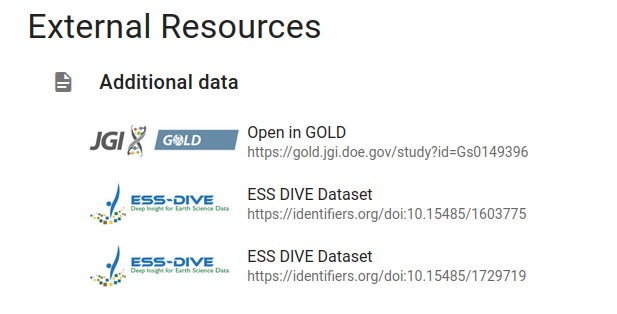 External Resources
Additional data
JGI GOLD
Open in GOLD
https://gold.jgi.doe.gov/study?id=Gs0149396
ESS-DIVE
Deep Insight for Earth Science Data
ESS DIVE Dataset
https://identifiers.org/doi:10.15485/1603775
ESS-DIVE
Deep Insight for Earth Science Data
ESS DIVE Dataset
https://identifiers.org/doi:10.15485/1729719